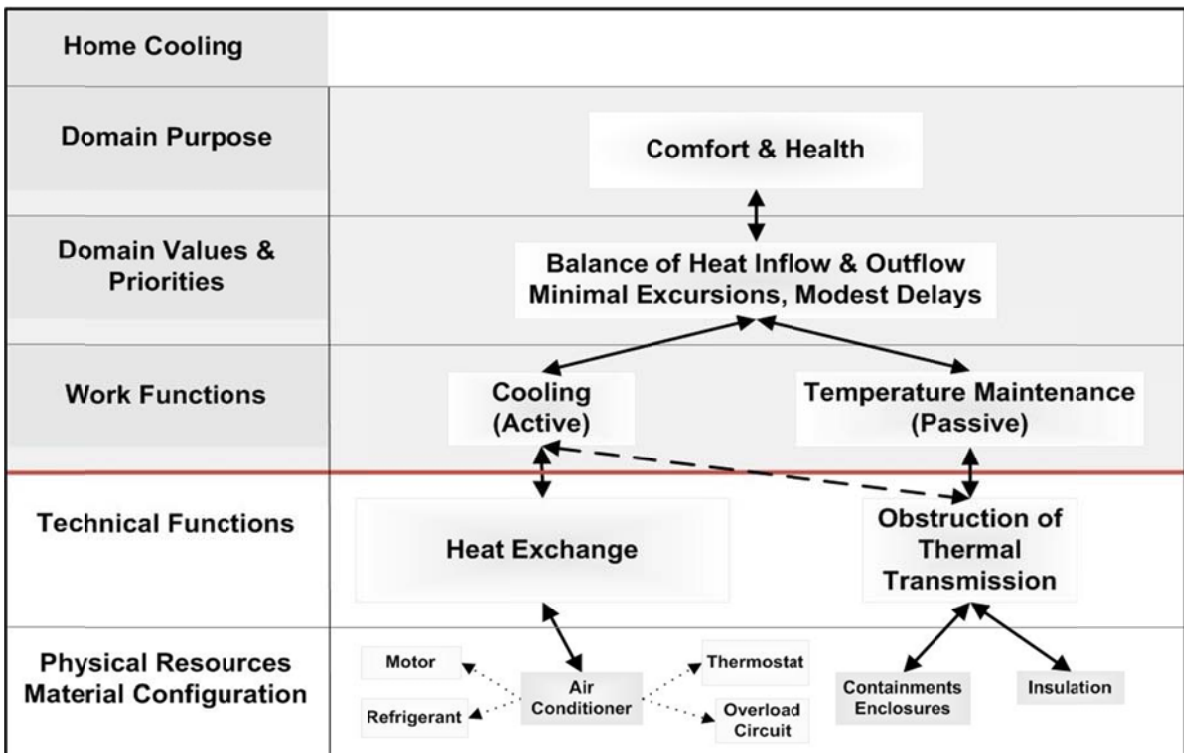 Home Cooling
Domain Purpose
Comfort & Health
Domain Values &
Priorities
Balance of Heat Inflow & Outflow
Minimal Excursions, Modest Delays
Work Functions
Cooling
(Active)
Temperature Maintenance
(Passive)
Technical Functions
Heat Exchange
Obstruction of
Thermal
Transmission
Physical Resources
Material Configuration
Motor
Refrigerant
Air
Conditioner
Thermostat
Overload
Circuit
Containments
Enclosures
Insulation